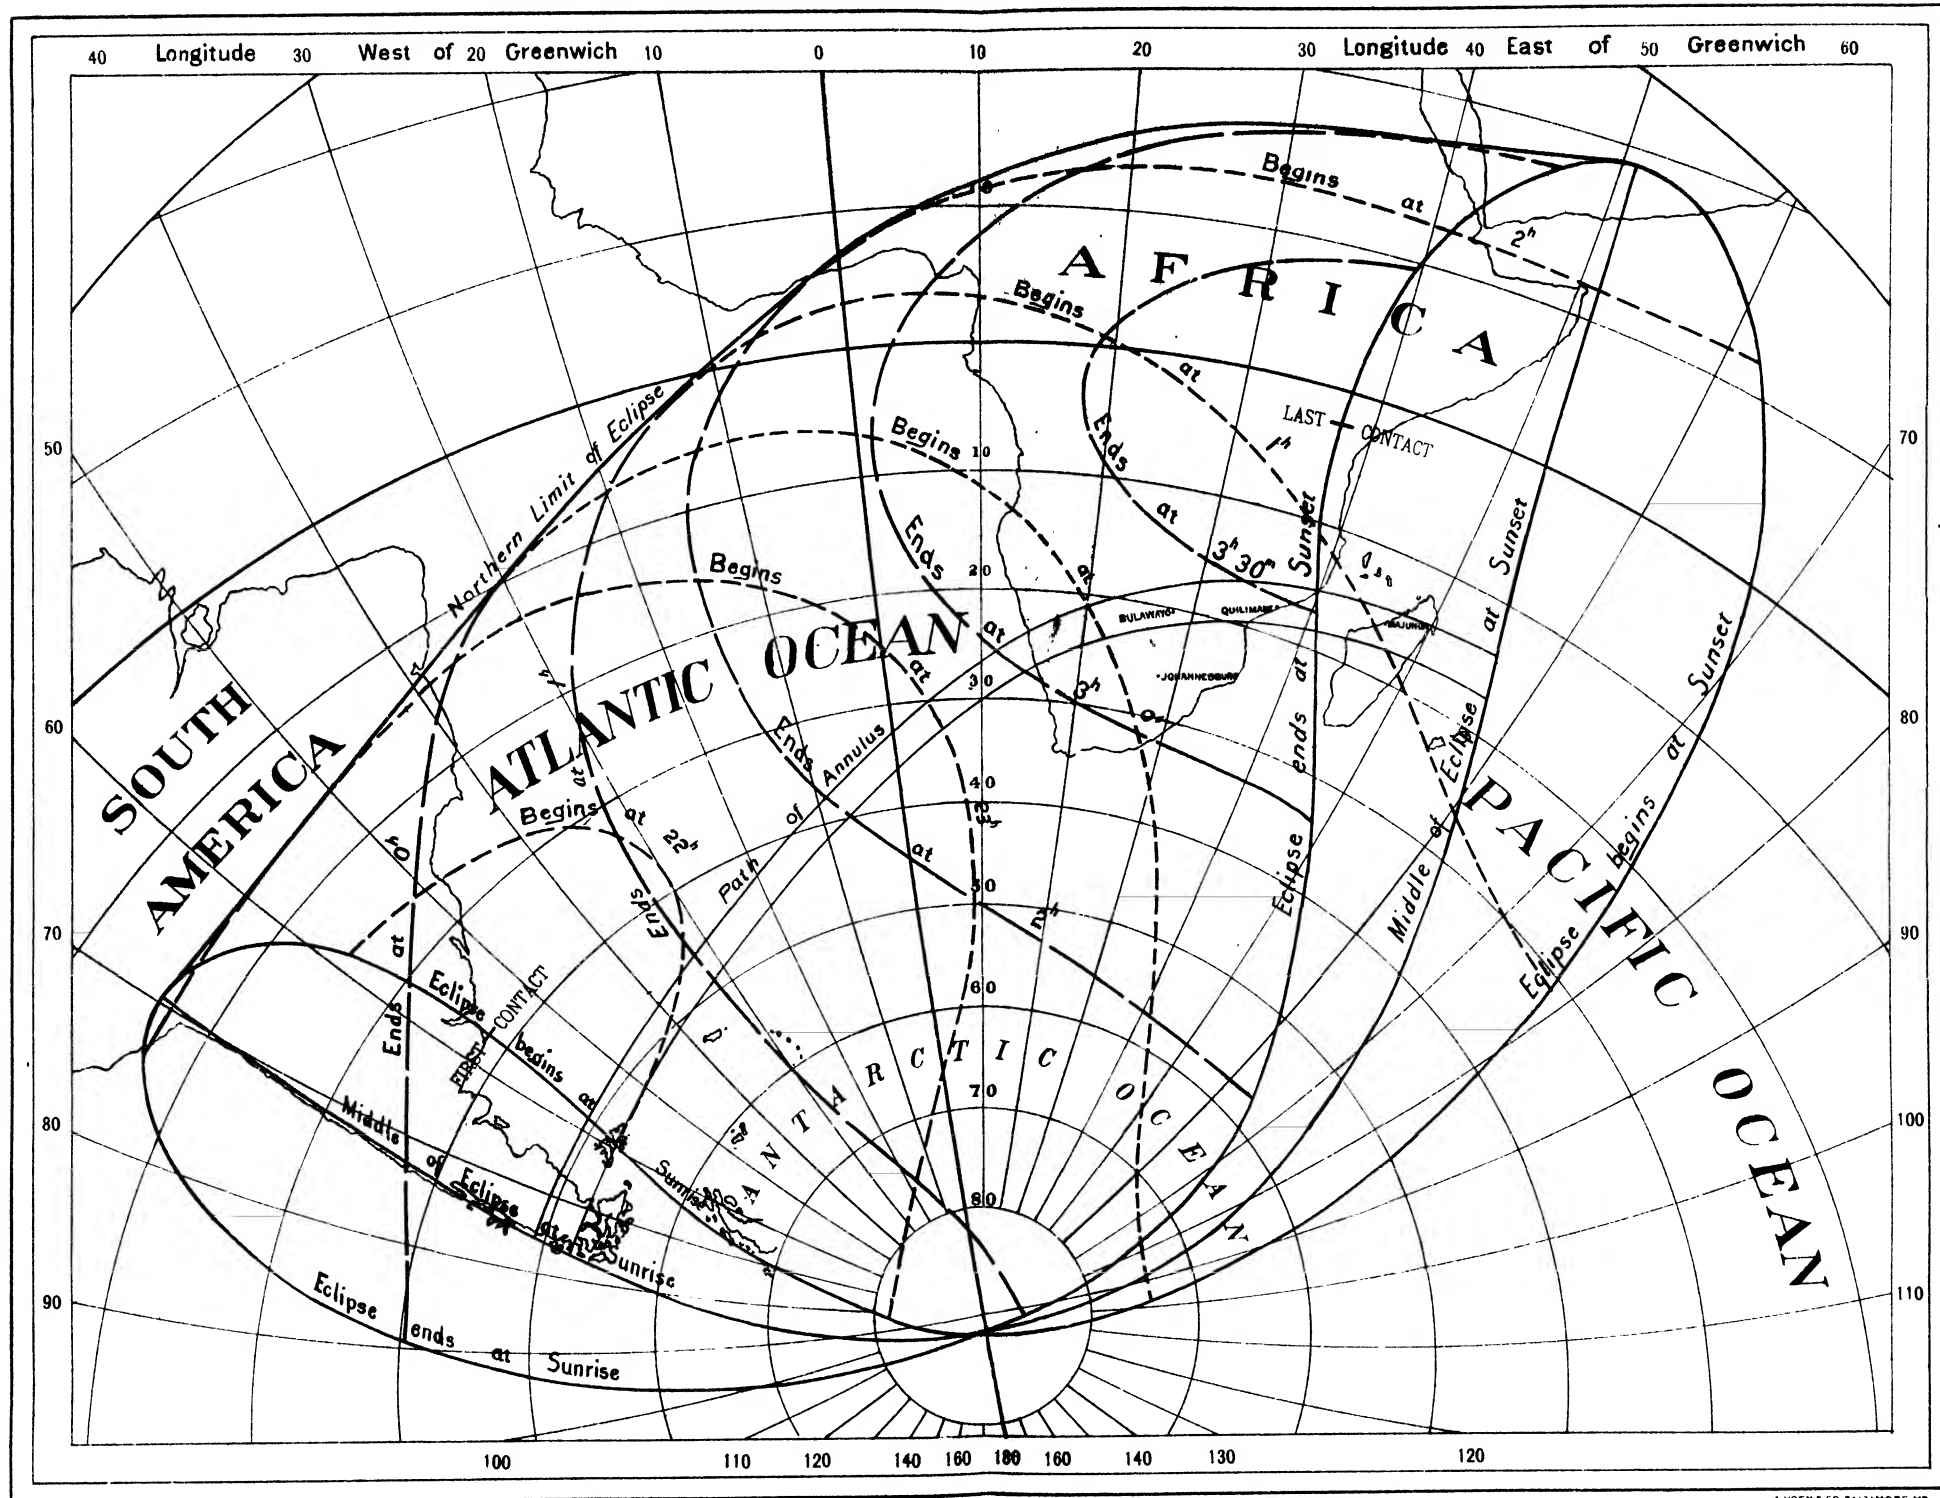 40 Longitude 30 West of 20 Greenwich 10 0 10 20 30 Longitude 40 East of 50 Greenwich 60
Begins at 2h
AFRICA
Begins at 1h
Northern Limit of Eclipse
LAST CONTACT
50
70
Begins at 0h
10
Ends at 3h 30m
Sunset
Sunset
Ends at 3h
20
Begins at 23h
BULAWAYO
QUILIMANE
MAJUNGA
JOHANNESBURG
30
ATLANTIC OCEAN
SOUTH
AMERICA
60
80
Ends at 2h
Path of Annulus
40
Begins at 22h
Ends at 1h
50
Eclipse ends at Sunset
Middle of Eclipse at Sunset
Eclipse begins at Sunset
PACIFIC OCEAN
70
90
Ends at 0h
60
FIRST CONTACT
Eclipse begins at Sunrise
ANTARCTIC OCEAN
70
80
100
Middle of Eclipse at Sunrise
80
90
110
Eclipse ends at Sunrise
100 110 120 140 160 180 160 140 130 120